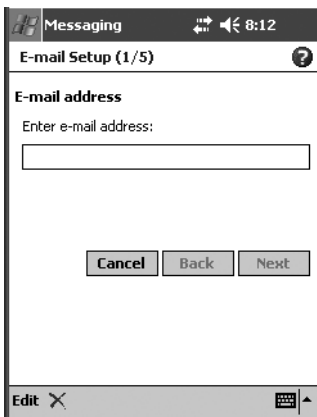 Messaging 8:12
E-mail Setup (1/5) ?
E-mail address
Enter e-mail address:
Cancel Back Next
Edit